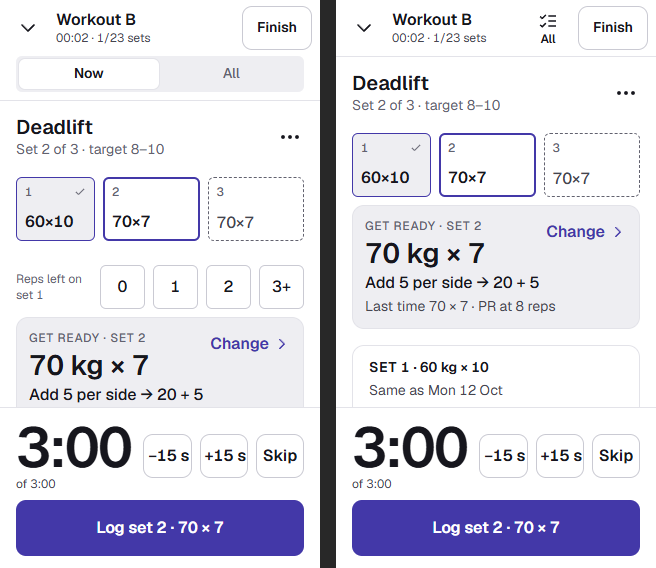 Workout B
00:02 · 1/23 sets
Finish
Now
All
Deadlift
Set 2 of 3 · target 8–10
1
2
3
60×10
70×7
70×7
Reps left on
set 1
0
1
2
3+
GET READY · SET 2
Change
70 kg × 7
Add 5 per side → 20 + 5
3:00
of 3:00
−15 s
+15 s
Skip
Log set 2 · 70 × 7
Workout B
00:02 · 1/23 sets
All
Finish
Deadlift
Set 2 of 3 · target 8–10
1
2
3
60×10
70×7
70×7
GET READY · SET 2
Change
70 kg × 7
Add 5 per side → 20 + 5
Last time 70 × 7 · PR at 8 reps
SET 1 · 60 kg × 10
Same as Mon 12 Oct
3:00
of 3:00
−15 s
+15 s
Skip
Log set 2 · 70 × 7